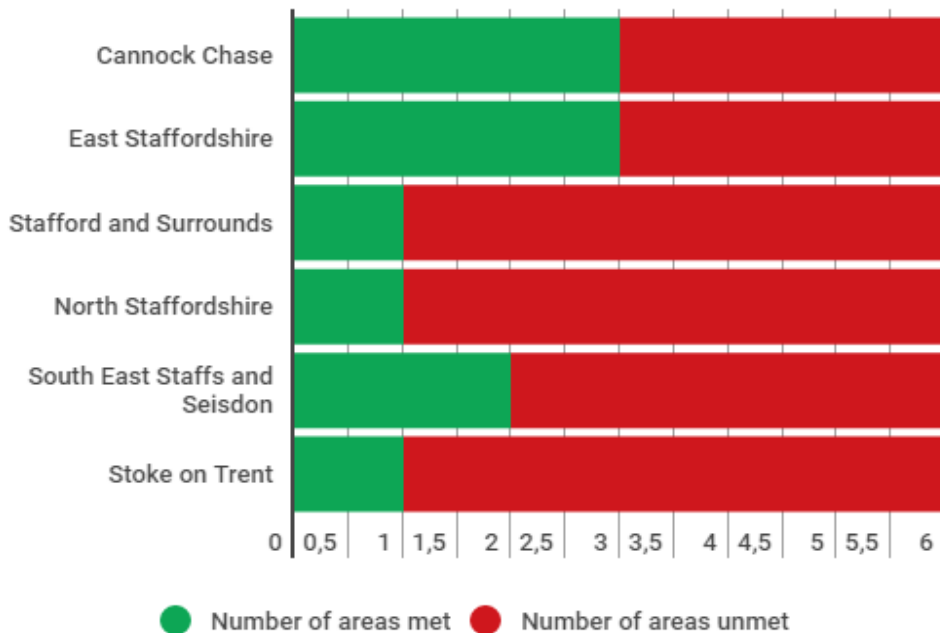 Cannock Chase
East Staffordshire
Stafford and Surrounds
North Staffordshire
South East Staffs and
Seisdon
Stoke on Trent
0 0,5 1 1,5 2 2,5 3 3,5 4 4,5 5 5,5 6
Number of areas met Number of areas unmet